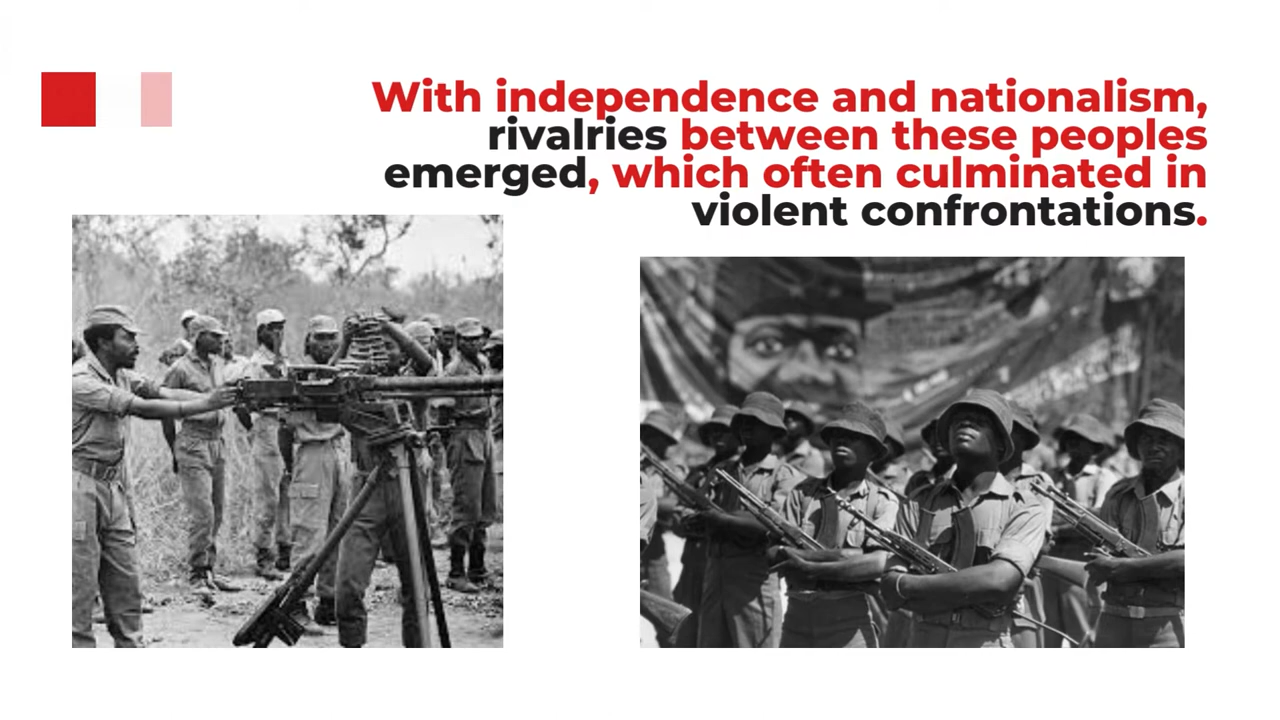 With independence and nationalism,
rivalries between these peoples
emerged, which often culminated in
violent confrontations.